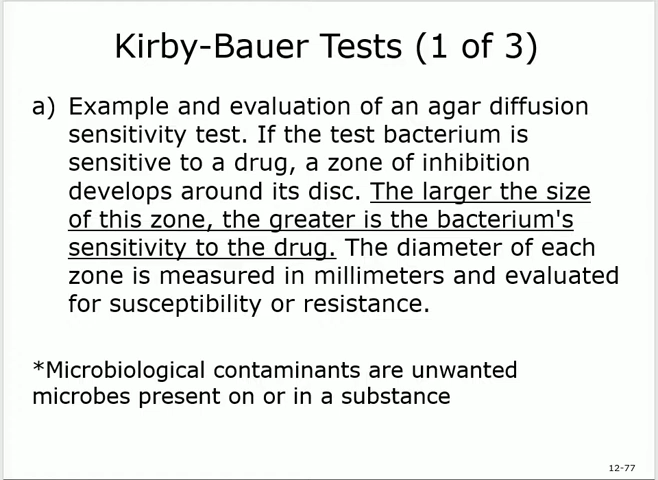 Kirby-Bauer Tests (1 of 3)
a) Example and evaluation of an agar diffusion
sensitivity test. If the test bacterium is
sensitive to a drug, a zone of inhibition
develops around its disc. The larger the size
of this zone, the greater is the bacterium's
sensitivity to the drug. The diameter of each
zone is measured in millimeters and evaluated
for susceptibility or resistance.
*Microbiological contaminants are unwanted
microbes present on or in a substance
12-77